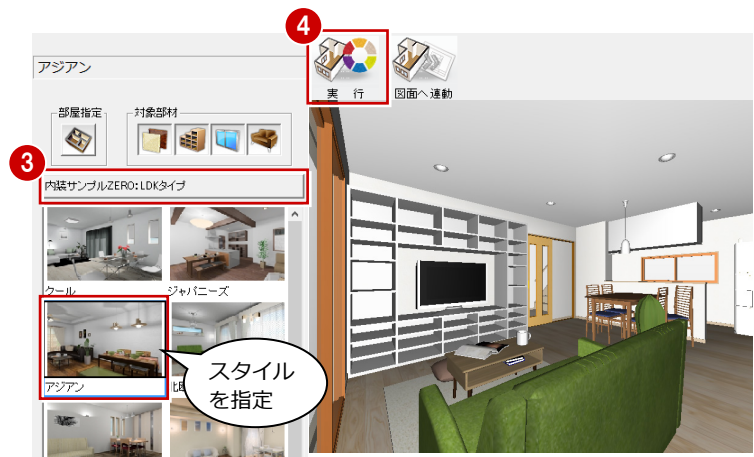 4
アジアン
実 行
図面へ連動
部屋指定
対象部材
3
内装サンプルZERO:LDKタイプ
クール
ジャパニーズ
アジアン
スタイル
を指定